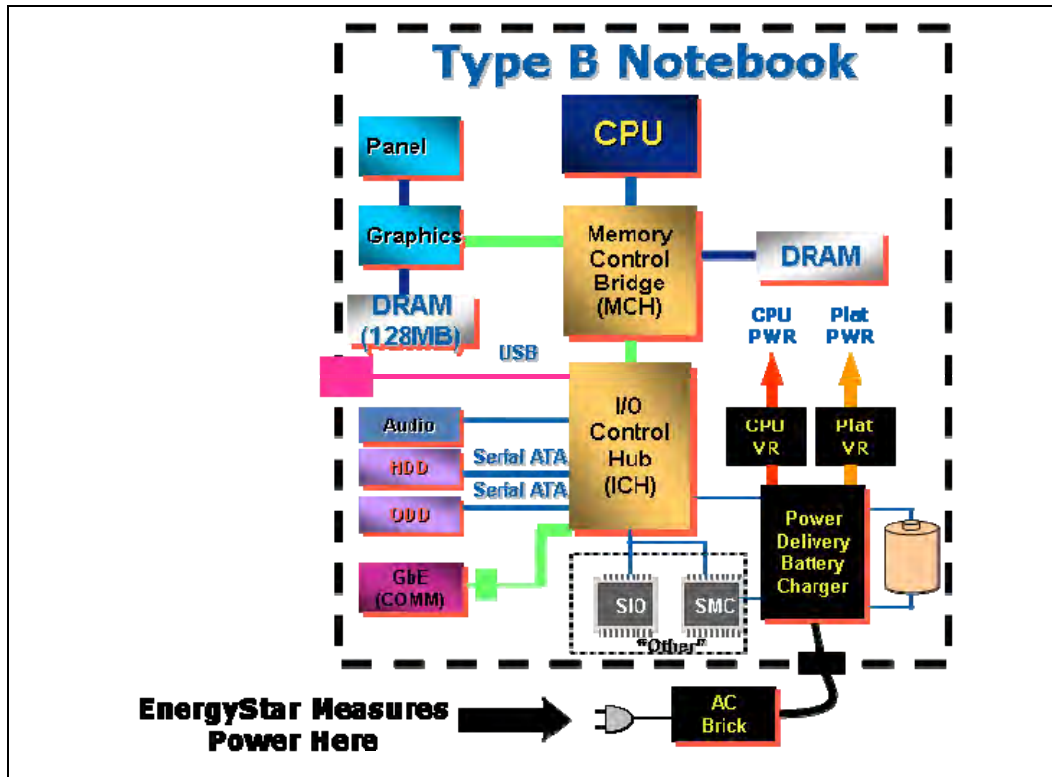 Type B Notebook
Panel
CPU
Graphics
Memory
Control
Bridge
(MCH)
DRAM
DRAM
(128MB)
CPU
PWR
Plat
PWR
USB
I/O
Control
Hub
(ICH)
Audio
HDD
Serial ATA
ODD
Serial ATA
CPU
VR
Plat
VR
Power
Delivery
Battery
Charger
GbE
(COMM)
SIO
SMC
"Other"
EnergyStar Measures
Power Here
AC
Brick